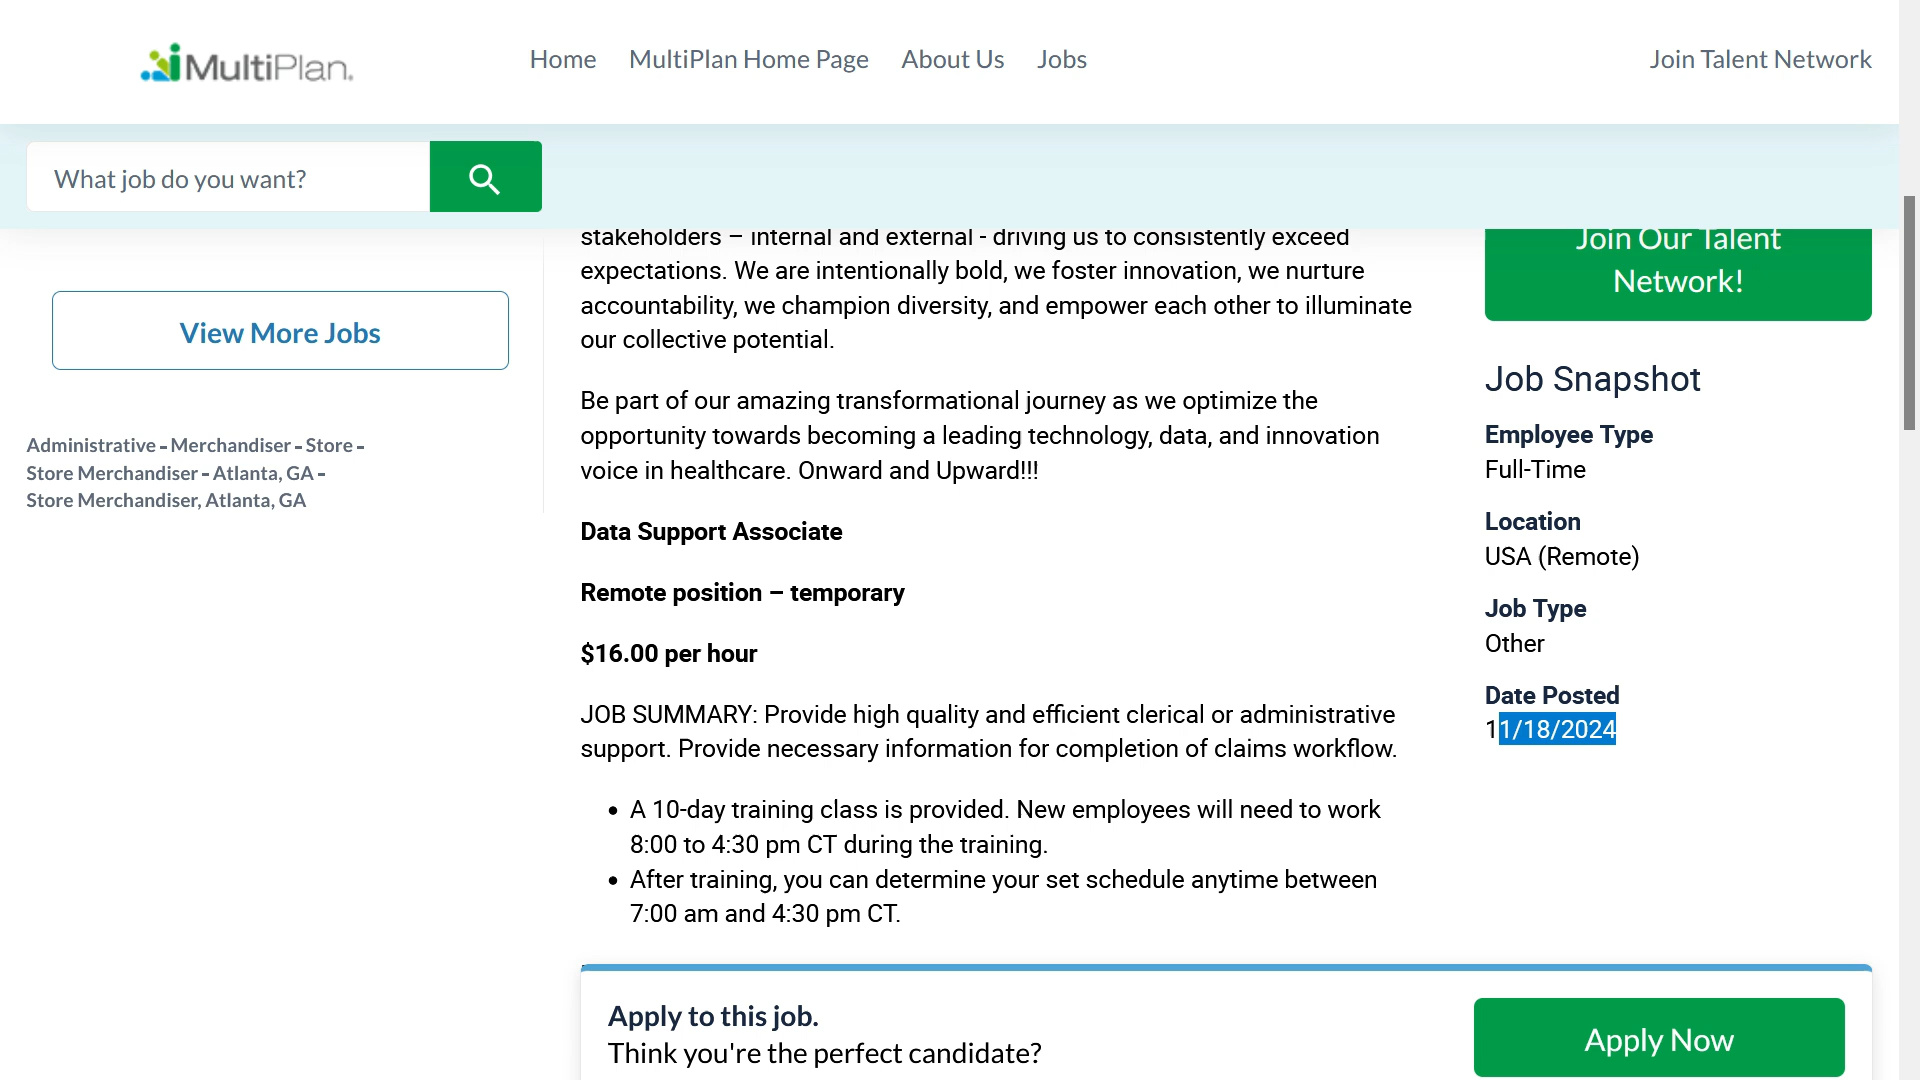 MultiPlan.
Home
MultiPlan Home Page
About Us
Jobs
Join Talent Network
What job do you want?
View More Jobs
Administrative - Merchandiser - Store -
Store Merchandiser - Atlanta, GA -
Store Merchandiser, Atlanta, GA
stakeholders – internal and external - driving us to consistently exceed
expectations. We are intentionally bold, we foster innovation, we nurture
accountability, we champion diversity, and empower each other to illuminate
our collective potential.
Be part of our amazing transformational journey as we optimize the
opportunity towards becoming a leading technology, data, and innovation
voice in healthcare. Onward and Upward!!!
Data Support Associate
Remote position – temporary
$16.00 per hour
JOB SUMMARY: Provide high quality and efficient clerical or administrative
support. Provide necessary information for completion of claims workflow.
• A 10-day training class is provided. New employees will need to work
8:00 to 4:30 pm CT during the training.
• After training, you can determine your set schedule anytime between
7:00 am and 4:30 pm CT.
Join Our Talent
Network!
Job Snapshot
Employee Type
Full-Time
Location
USA (Remote)
Job Type
Other
Date Posted
11/18/2024
Apply to this job.
Think you're the perfect candidate?
Apply Now